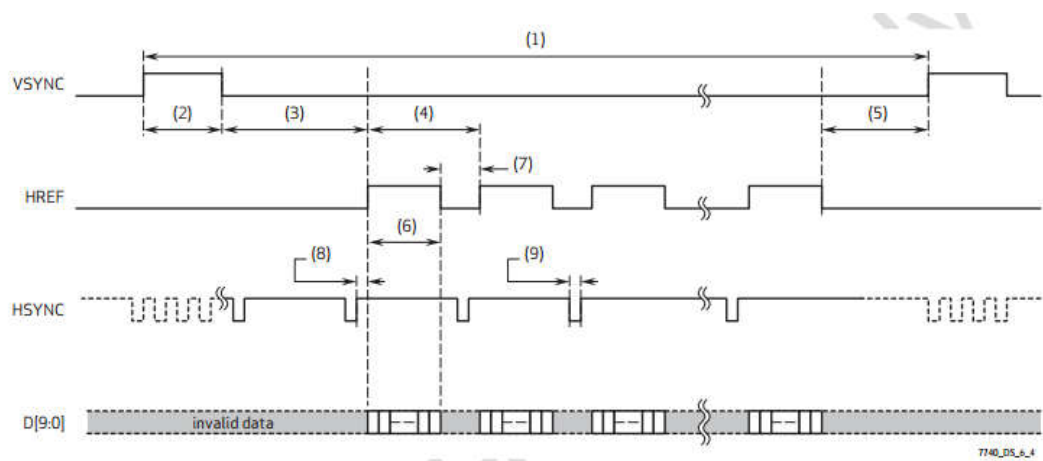 (1)
VSYNC
(2)
(3)
(4)
(5)
(7)
HREF
(6)
(8)
(9)
HSYNC
D[9:0]
invalid data
7740_DS_6_4